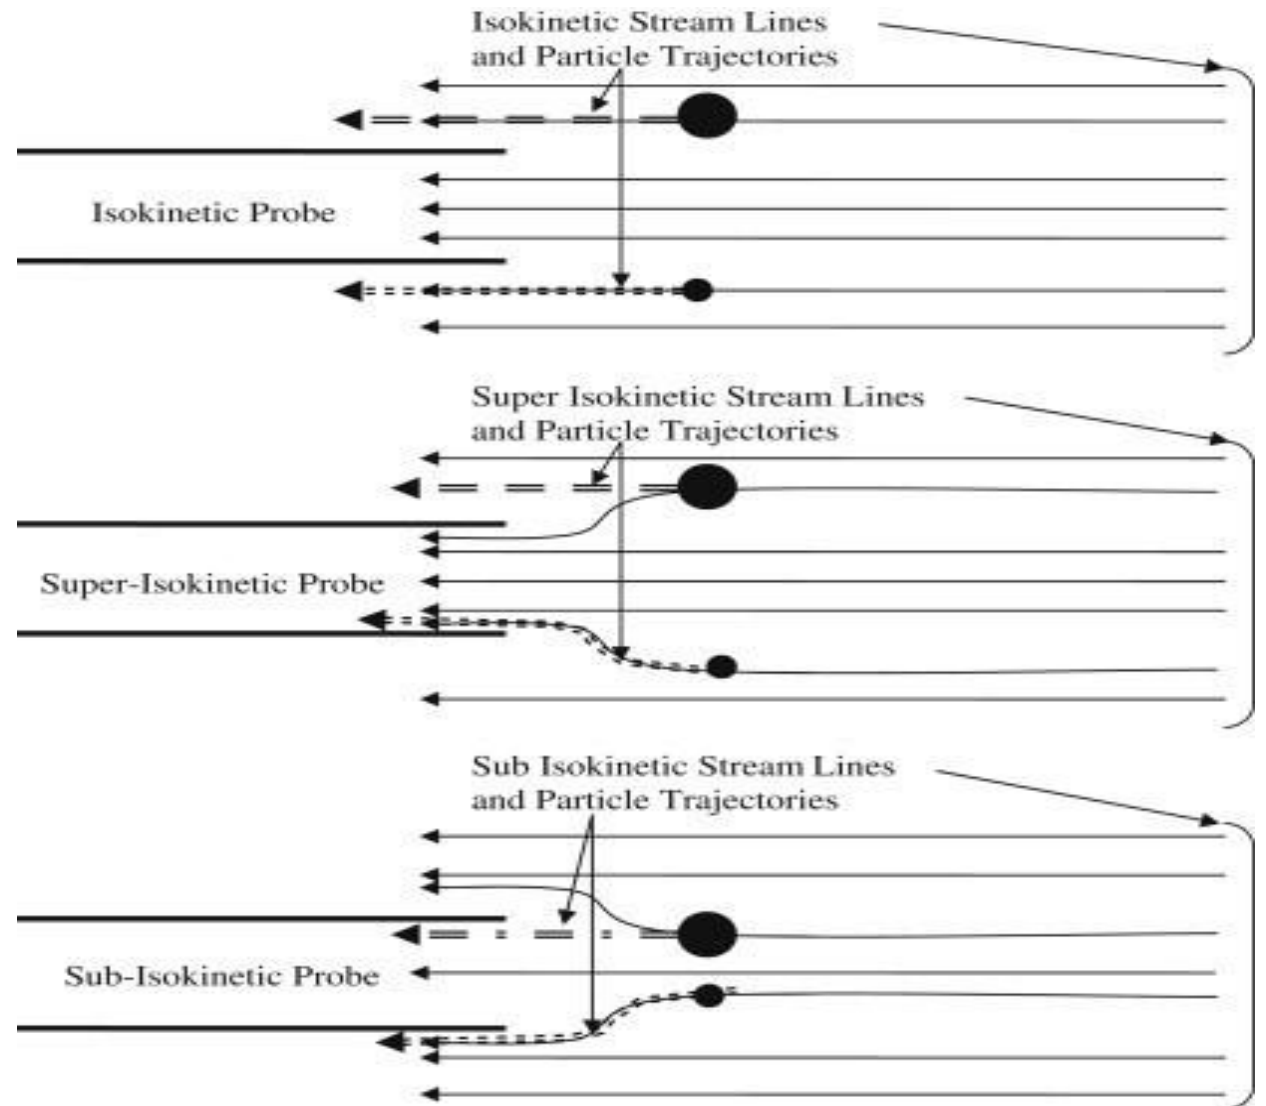 Isokinetic Stream Lines
and Particle Trajectories
Isokinetic Probe
Super Isokinetic Stream Lines
and Particle Trajectories
Super-Isokinetic Probe
Sub Isokinetic Stream Lines
and Particle Trajectories
Sub-Isokinetic Probe